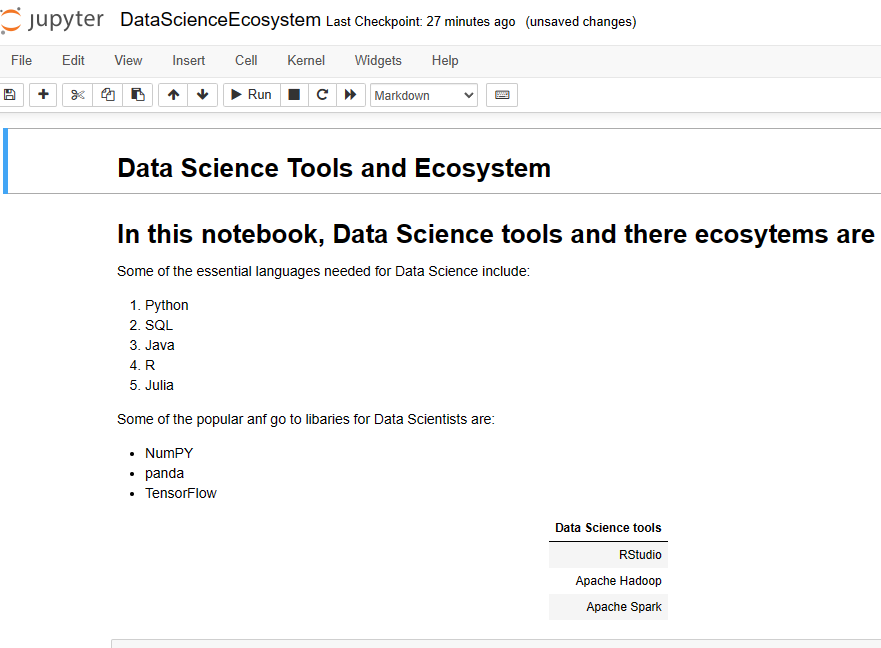 jupyter DataScienceEcosystem Last Checkpoint: 27 minutes ago (unsaved changes)
File Edit View Insert Cell Kernel Widgets Help
Run Markdown
Data Science Tools and Ecosystem
In this notebook, Data Science tools and there ecosytems are
Some of the essential languages needed for Data Science include:
1. Python
2. SQL
3. Java
4. R
5. Julia
Some of the popular anf go to libaries for Data Scientists are:
• NumPY
• panda
• TensorFlow
Data Science tools
RStudio
Apache Hadoop
Apache Spark